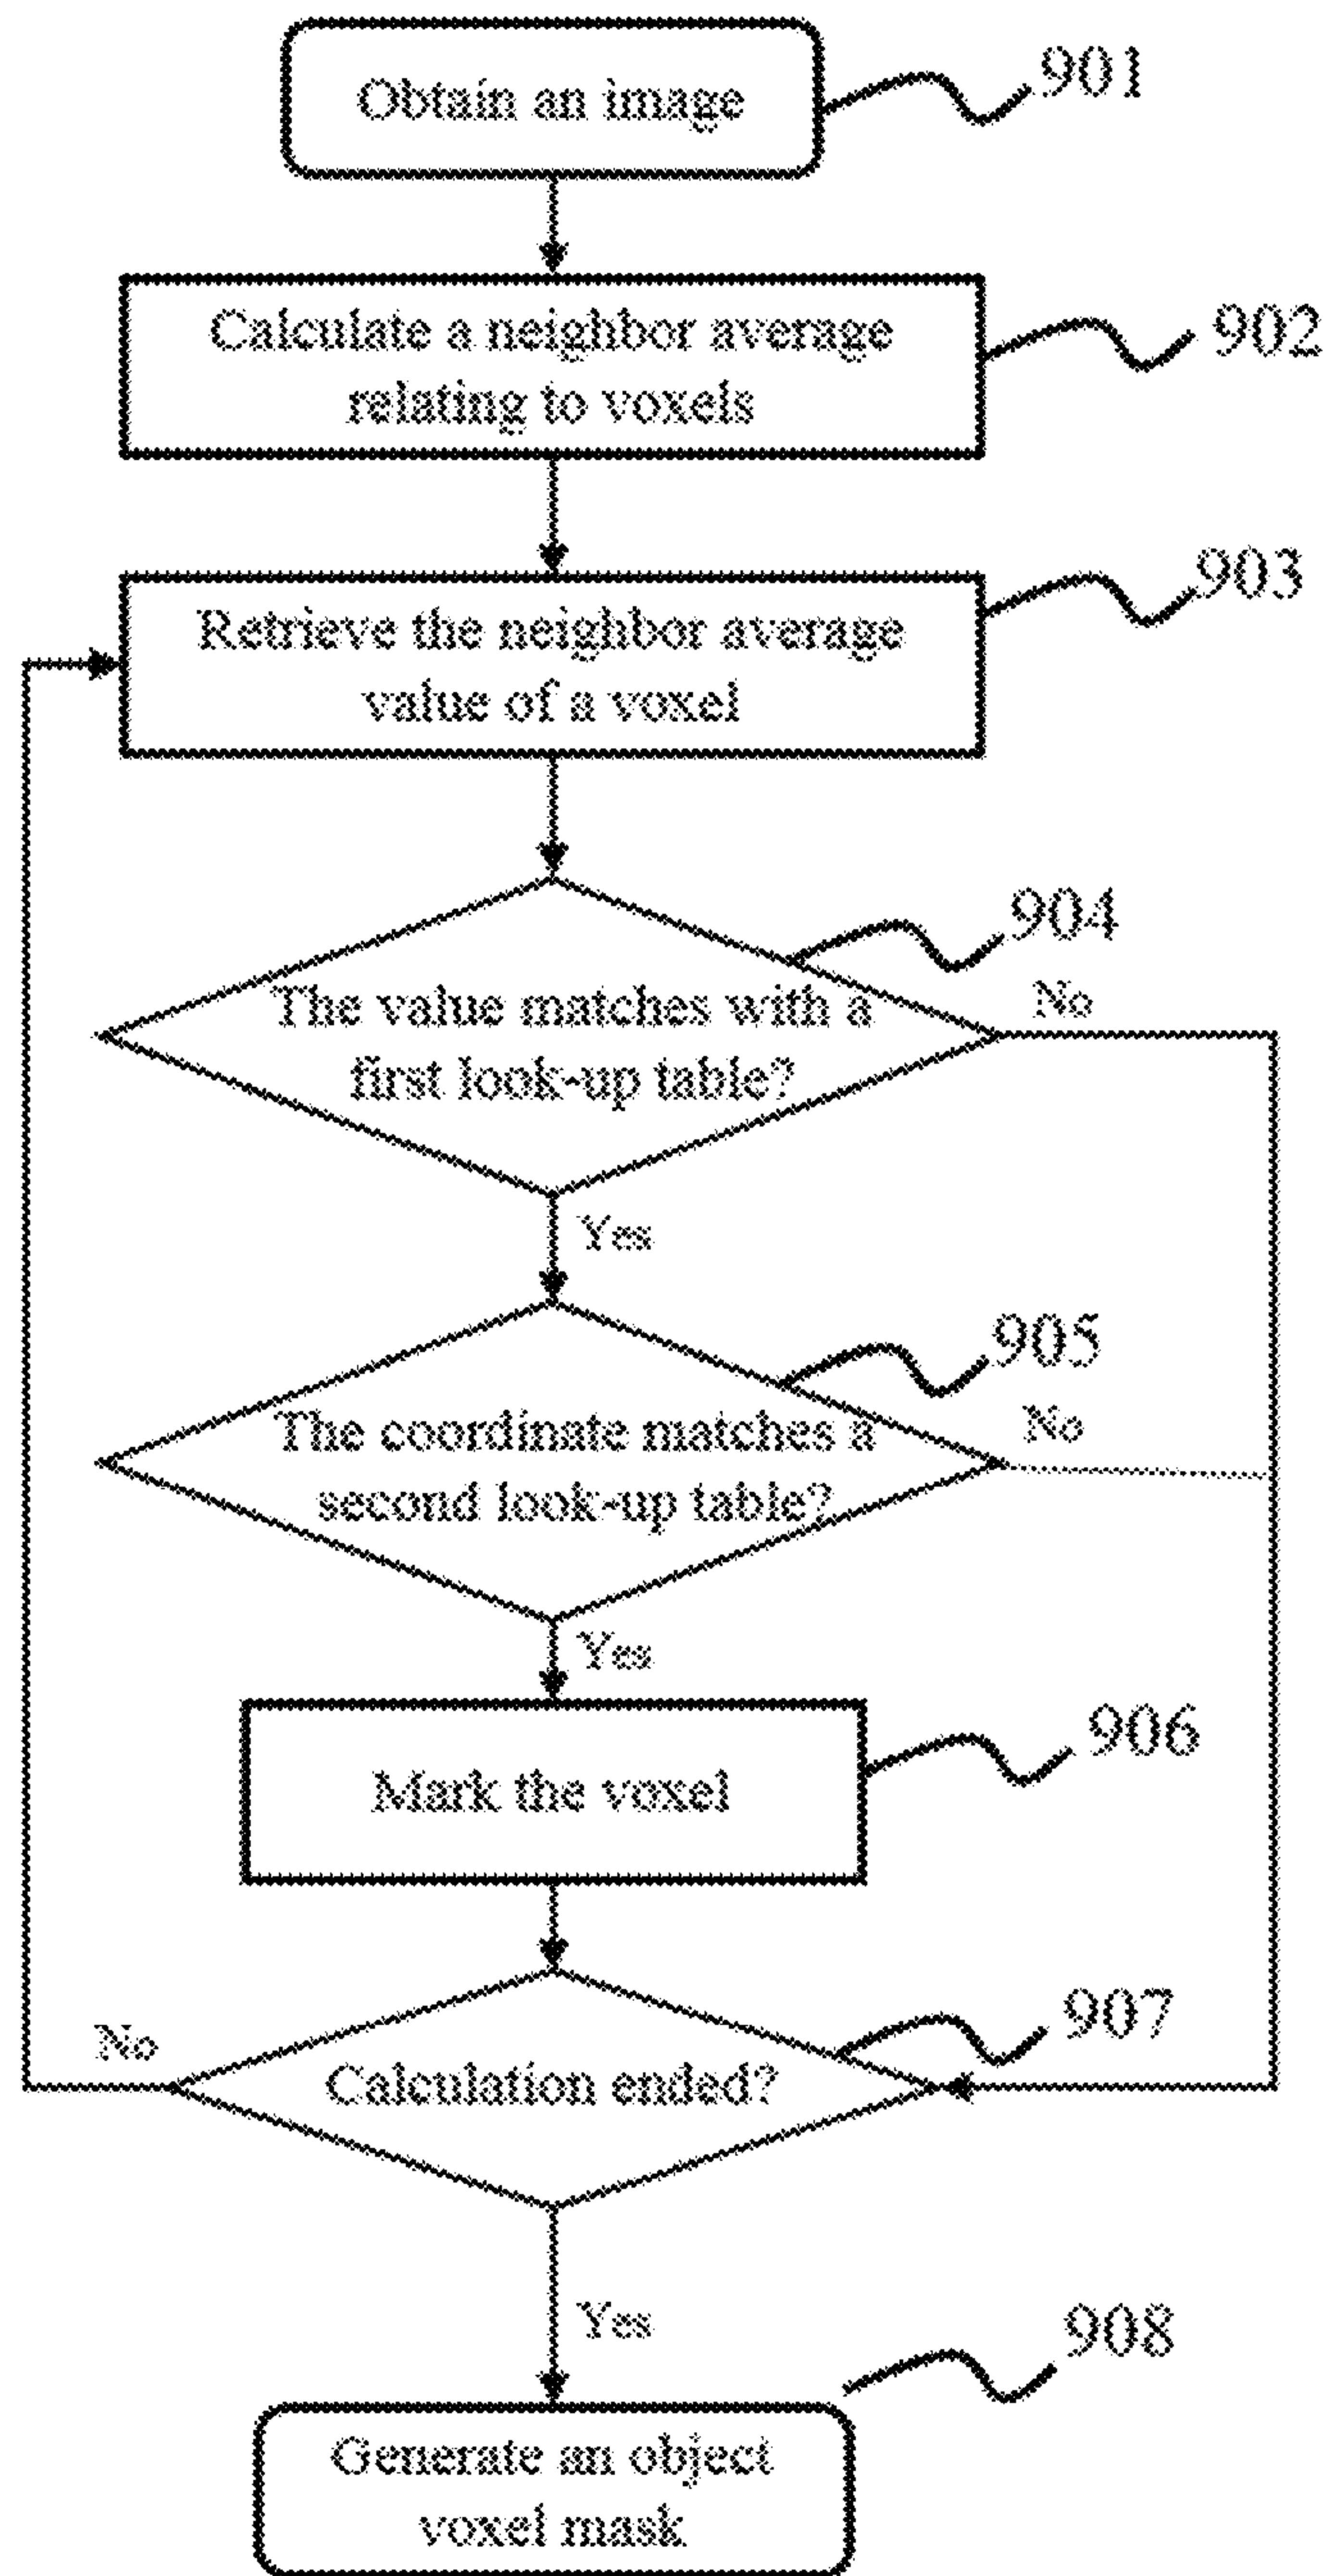 Obtain an image
901
Calculate a neighbor average
relating to voxels
902
Retrieve the neighbor average
value of a voxel
903
The value matches with a
first look-up table?
904
No
Yes
The coordinate matches a
second look-up table?
905
No
Yes
Mark the voxel
906
Calculation ended?
907
No
Yes
Generate an object
voxel mask
908